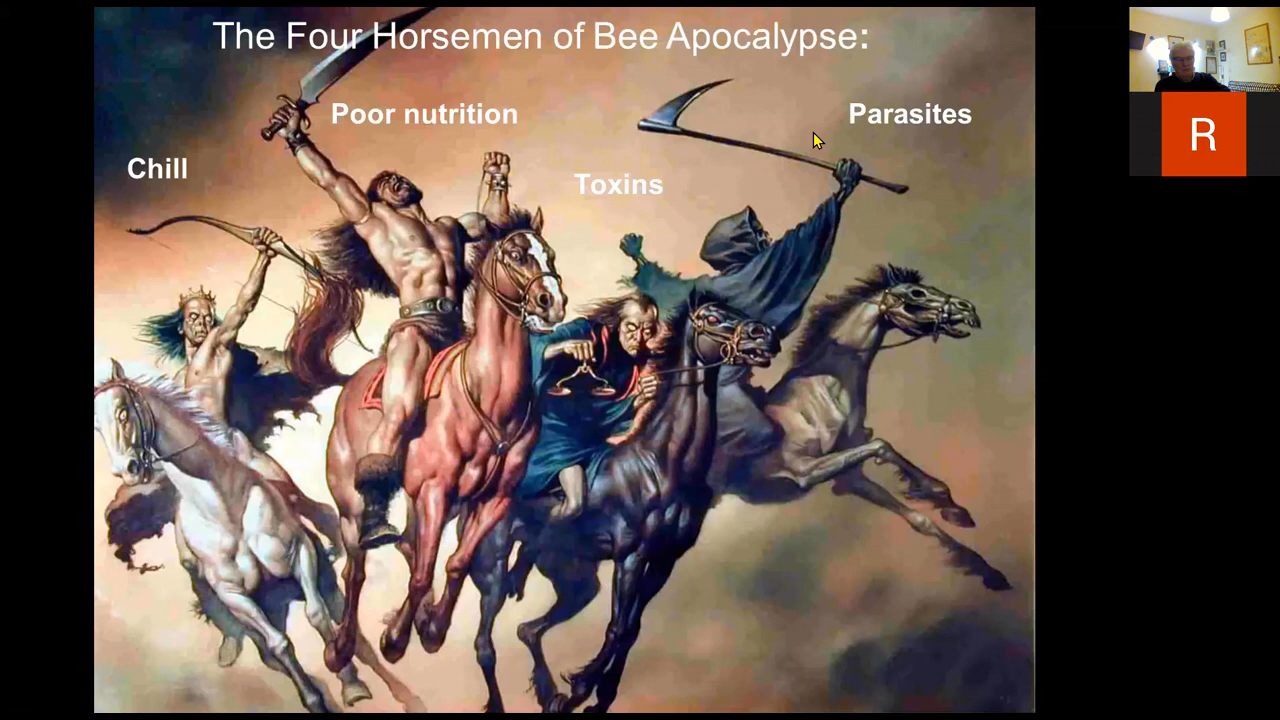 The Four Horsemen of Bee Apocalypse:
Poor nutrition
Parasites
Chill
Toxins
R